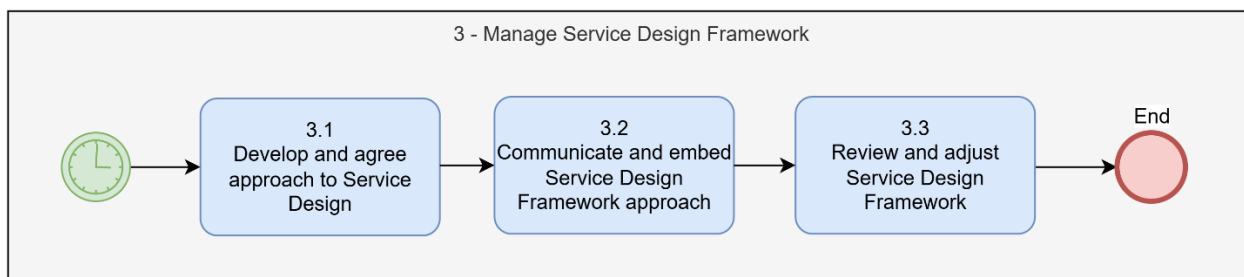 3 - Manage Service Design Framework
3.1
Develop and agree
approach to Service
Design
3.2
Communicate and embed
Service Design
Framework approach
3.3
Review and adjust
Service Design
Framework
End